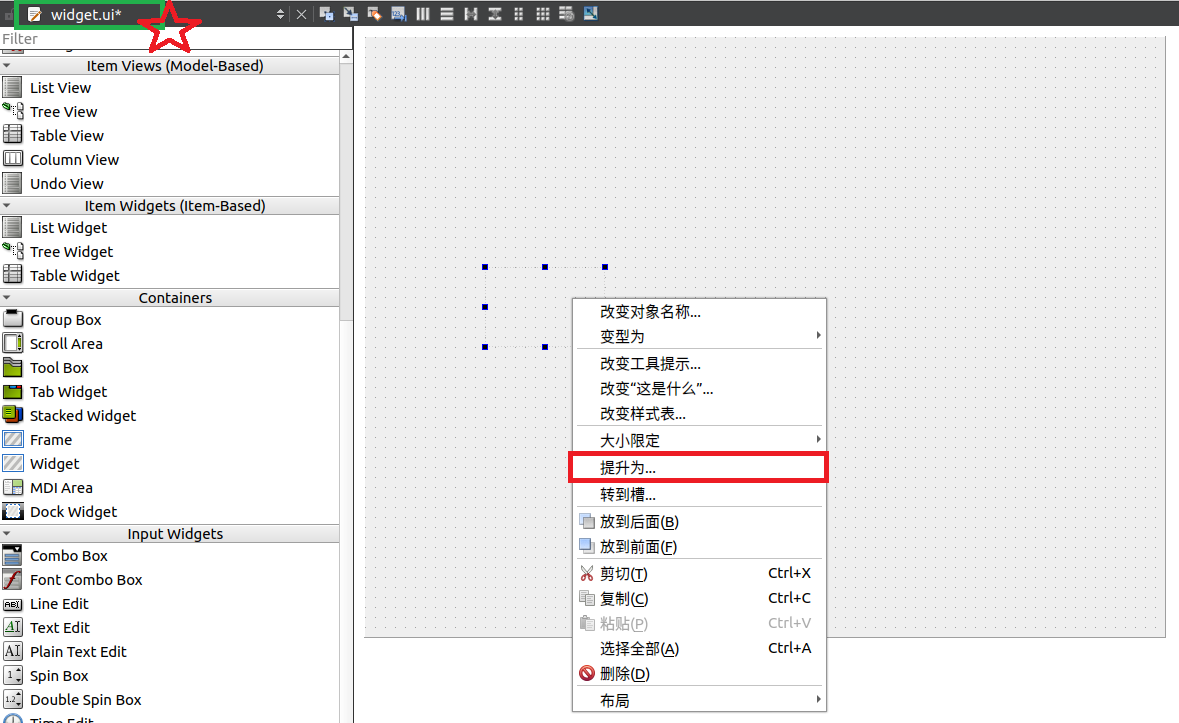 widget.ui*
Filter
Item Views (Model-Based)
List View
Tree View
Table View
Column View
Undo View
Item Widgets (Item-Based)
List Widget
Tree Widget
Table Widget
Containers
Group Box
Scroll Area
Tool Box
Tab Widget
Stacked Widget
Frame
Widget
MDI Area
Dock Widget
Input Widgets
Combo Box
Font Combo Box
Line Edit
Text Edit
Plain Text Edit
Spin Box
Double Spin Box
Time Edit
改变对象名称...
变型为
改变工具提示...
改变“这是什么”...
改变样式表...
大小限定
提升为...
转到槽...
放到后面(B)
放到前面(F)
剪切(T) Ctrl+X
复制(C) Ctrl+C
粘贴(P) Ctrl+V
选择全部(A) Ctrl+A
删除(D)
布局